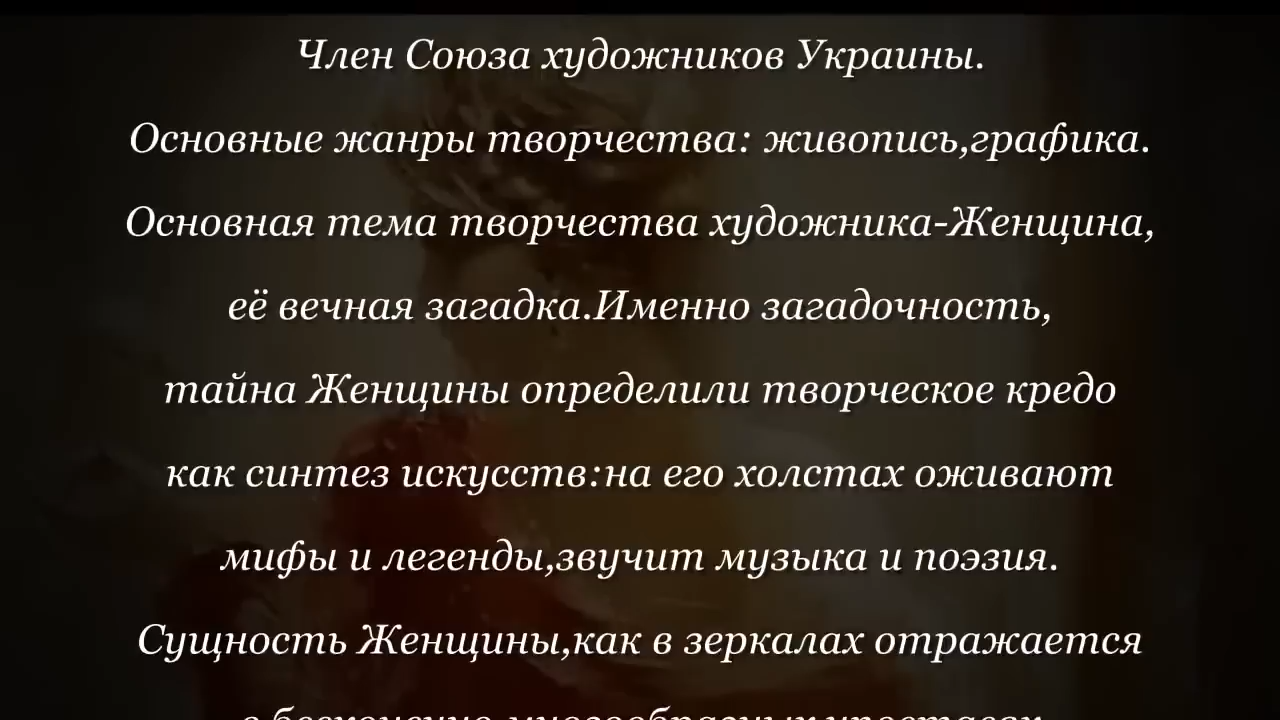 Член Союза художников Украины.
Основные жанры творчества: живопись,графика.
Основная тема творчества художника-Женщина,
её вечная загадка.Именно загадочность,
тайна Женщины определили творческое кредо
как синтез искусств:на его холстах оживают
мифы и легенды,звучит музыка и поэзия.
Сущность Женщины,как в зеркалах отражается